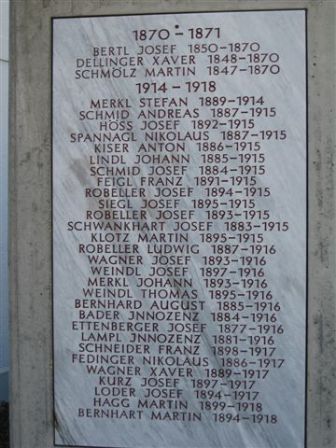 1870 - 1871
BERTL JOSEF 1850-1870
DELLINGER XAVER 1848-1870
SCHMÖLZ MARTIN 1847-1870
1914 - 1918
MERKL STEFAN 1889-1914
SCHMID ANDREAS 1887-1915
HÖSS JOSEF 1892-1915
SPANNAGL NIKOLAUS 1887-1915
KISER ANTON 1886-1915
LINDL JOHANN 1885-1915
SCHMID JOSEF 1884-1915
FEIGL FRANZ 1891-1915
ROBELLER JOSEF 1894-1915
SIEGL JOSEF 1895-1915
ROBELLER JOSEF 1893-1915
SCHWANKHART JOSEF 1883-1915
KLOTZ MARTIN 1895-1915
ROBELLER LUDWIG 1887-1916
WAGNER JOSEF 1893-1916
WEINDL JOSEF 1897-1916
MERKL JOHANN 1893-1916
WEINDL THOMAS 1895-1916
BERNHARD AUGUST 1885-1916
BADER JNNOZENZ 1884-1916
ETTENBERGER JOSEF 1877-1916
LAMPL JNNOZENZ 1881-1916
SCHNEIDER FRANZ 1898-1917
FEDINGER NIKOLAUS 1886-1917
WAGNER XAVER 1889-1917
KURZ JOSEF 1897-1917
LODER JOSEF 1894-1917
HAGG MARTIN 1899-1918
BERNHART MARTIN 1894-1918